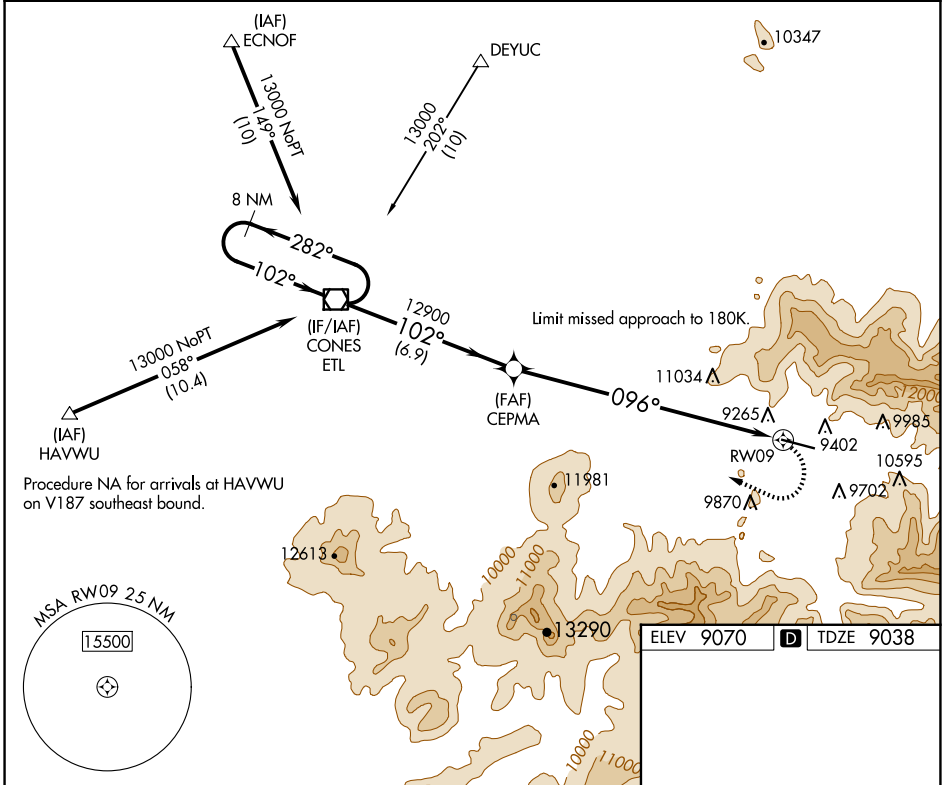 (IAF)
ECNOF
13000 NoPT
149°
(10)
DEYUC
13000
202°
(10)
10347
8 NM
282°
102°
(IF/IAF)
CONES
ETL
12900
102°
(6.9)
Limit missed approach to 180K.
13000 NoPT
058°
(10.4)
(IAF)
HAVWU
(FAF)
CEPMA
096°
11034
12000
9265
9402
9985
RW09
10595
9870
9702
Procedure NA for arrivals at HAVWU
on V187 southeast bound.
11981
12613
10000
11000
13290
MSA RW09 25 NM
15500
ELEV 9070
D
TDZE 9038
10000
11000